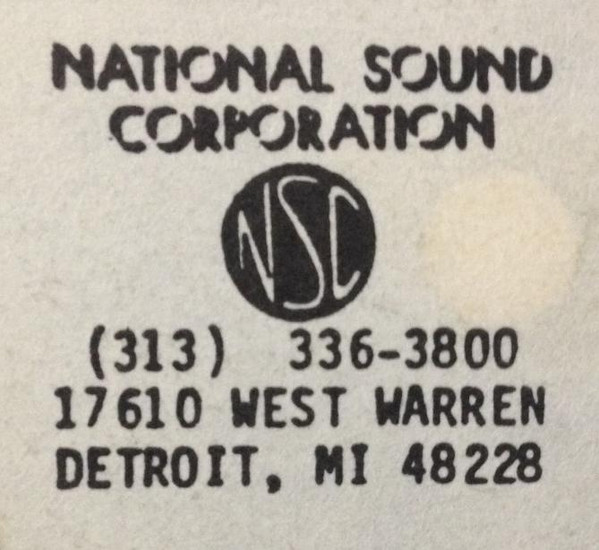 NATIONAL SOUND
CORPORATION
NSC
(313) 336-3800
17610 WEST WARREN
DETROIT, MI 48228